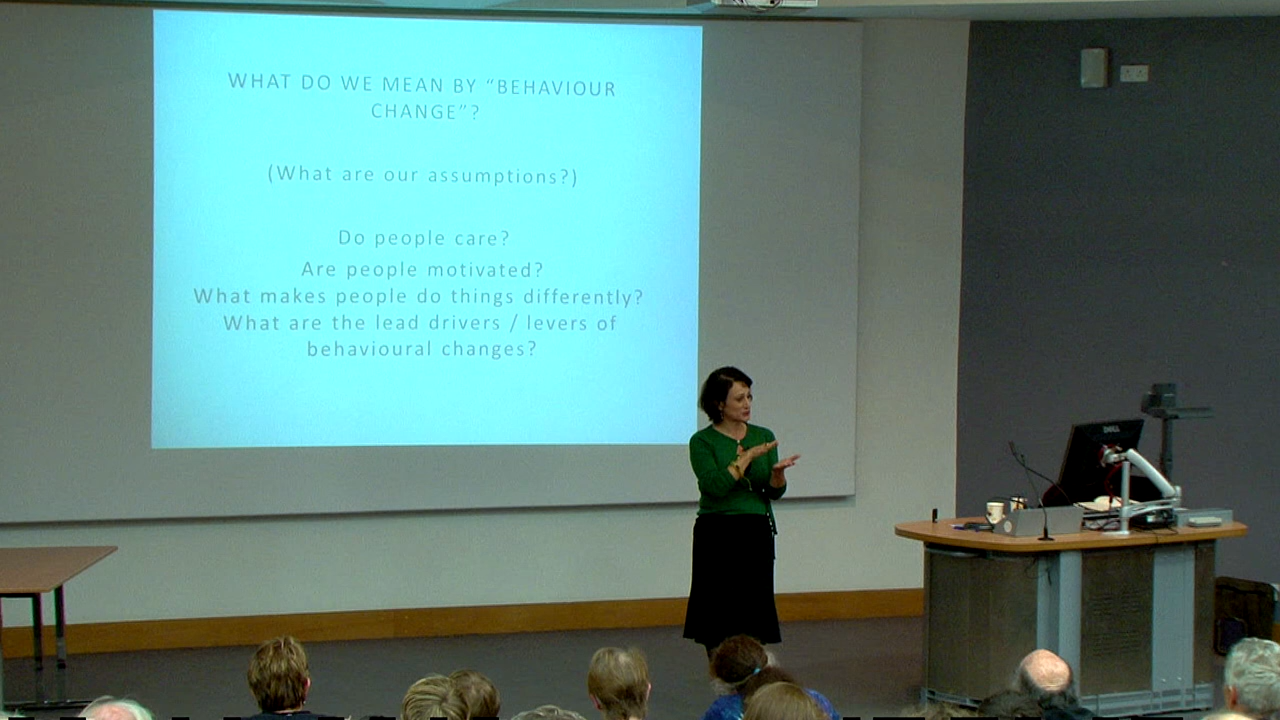 WHAT DO WE MEAN BY “BEHAVIOUR
CHANGE”?
(What are our assumptions?)
Do people care?
Are people motivated?
What makes people do things differently?
What are the lead drivers / levers of
behavioural changes?
DELL